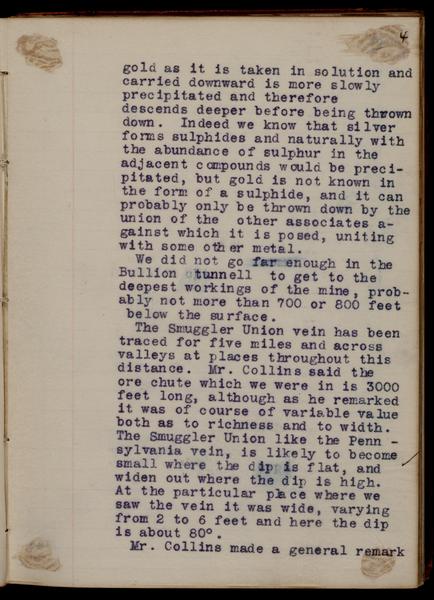 4
gold as it is taken in solution and
carried downward is more slowly
precipitated and therefore
descends deeper before being thrown
down. Indeed we know that silver
forms sulphides and naturally with
the abundance of sulphur in the
adjacent compounds would be preci-
pitated, but gold is not known in
the form of a sulphide, and it can
probably only be thrown down by the
union of the other associates a-
gainst which it is posed, uniting
with some other metal.
We did not go far enough in the
Bullion tunnell to get to the
deepest workings of the mine, prob-
ably not more than 700 or 800 feet
below the surface.
The Smuggler Union vein has been
traced for five miles and across
valleys at places throughout this
distance. Mr. Collins said the
ore chute which we were in is 3000
feet long, although as he remarked
it was of course of variable value
both as to richness and to width.
The Smuggler Union like the Penn -
sylvania vein, is likely to become
small where the dip is flat, and
widen out where the dip is high.
At the particular place where we
saw the vein it was wide, varying
from 2 to 6 feet and here the dip
is about 80°.
Mr. Collins made a general remark